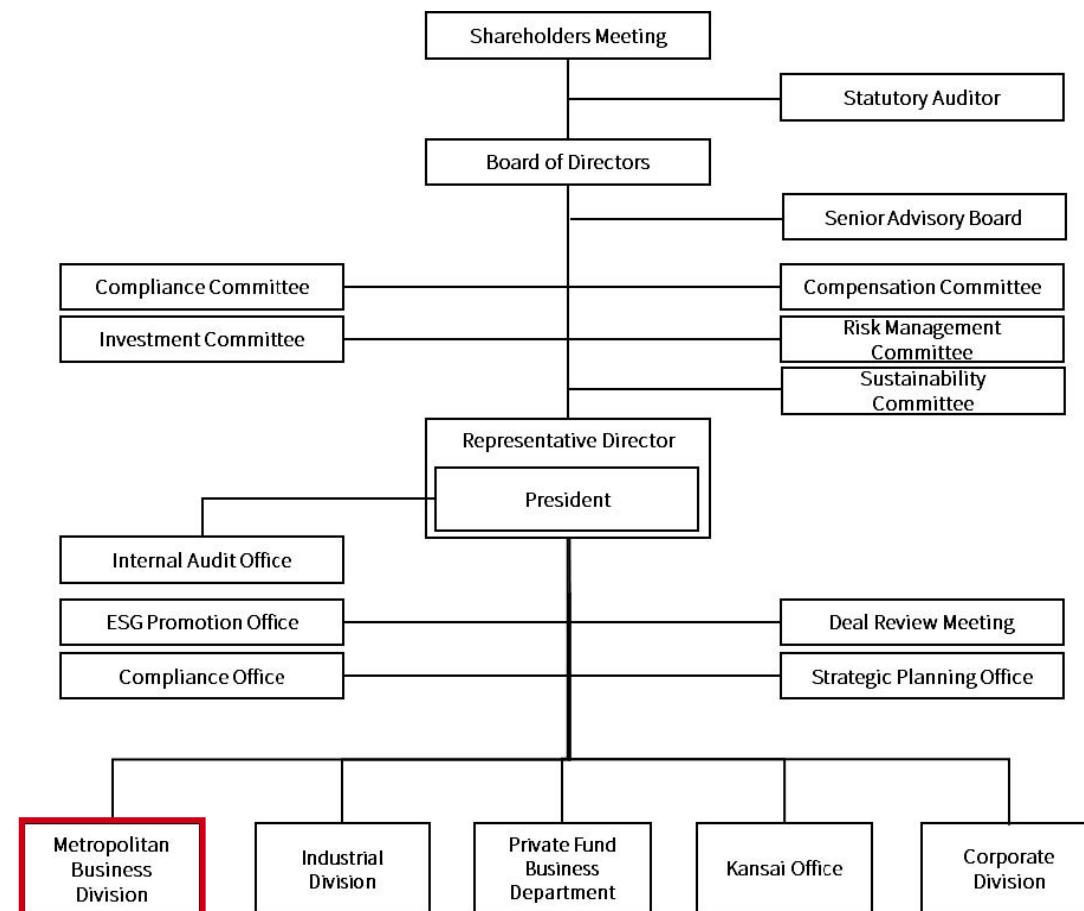 Shareholders Meeting
Statutory Auditor
Board of Directors
Senior Advisory Board
Compliance Committee
Compensation Committee
Investment Committee
Risk Management
Committee
Sustainability
Committee
Representative Director
President
Internal Audit Office
ESG Promotion Office
Deal Review Meeting
Compliance Office
Strategic Planning Office
Metropolitan
Business
Division
Industrial
Division
Private Fund
Business
Department
Kansai Office
Corporate
Division